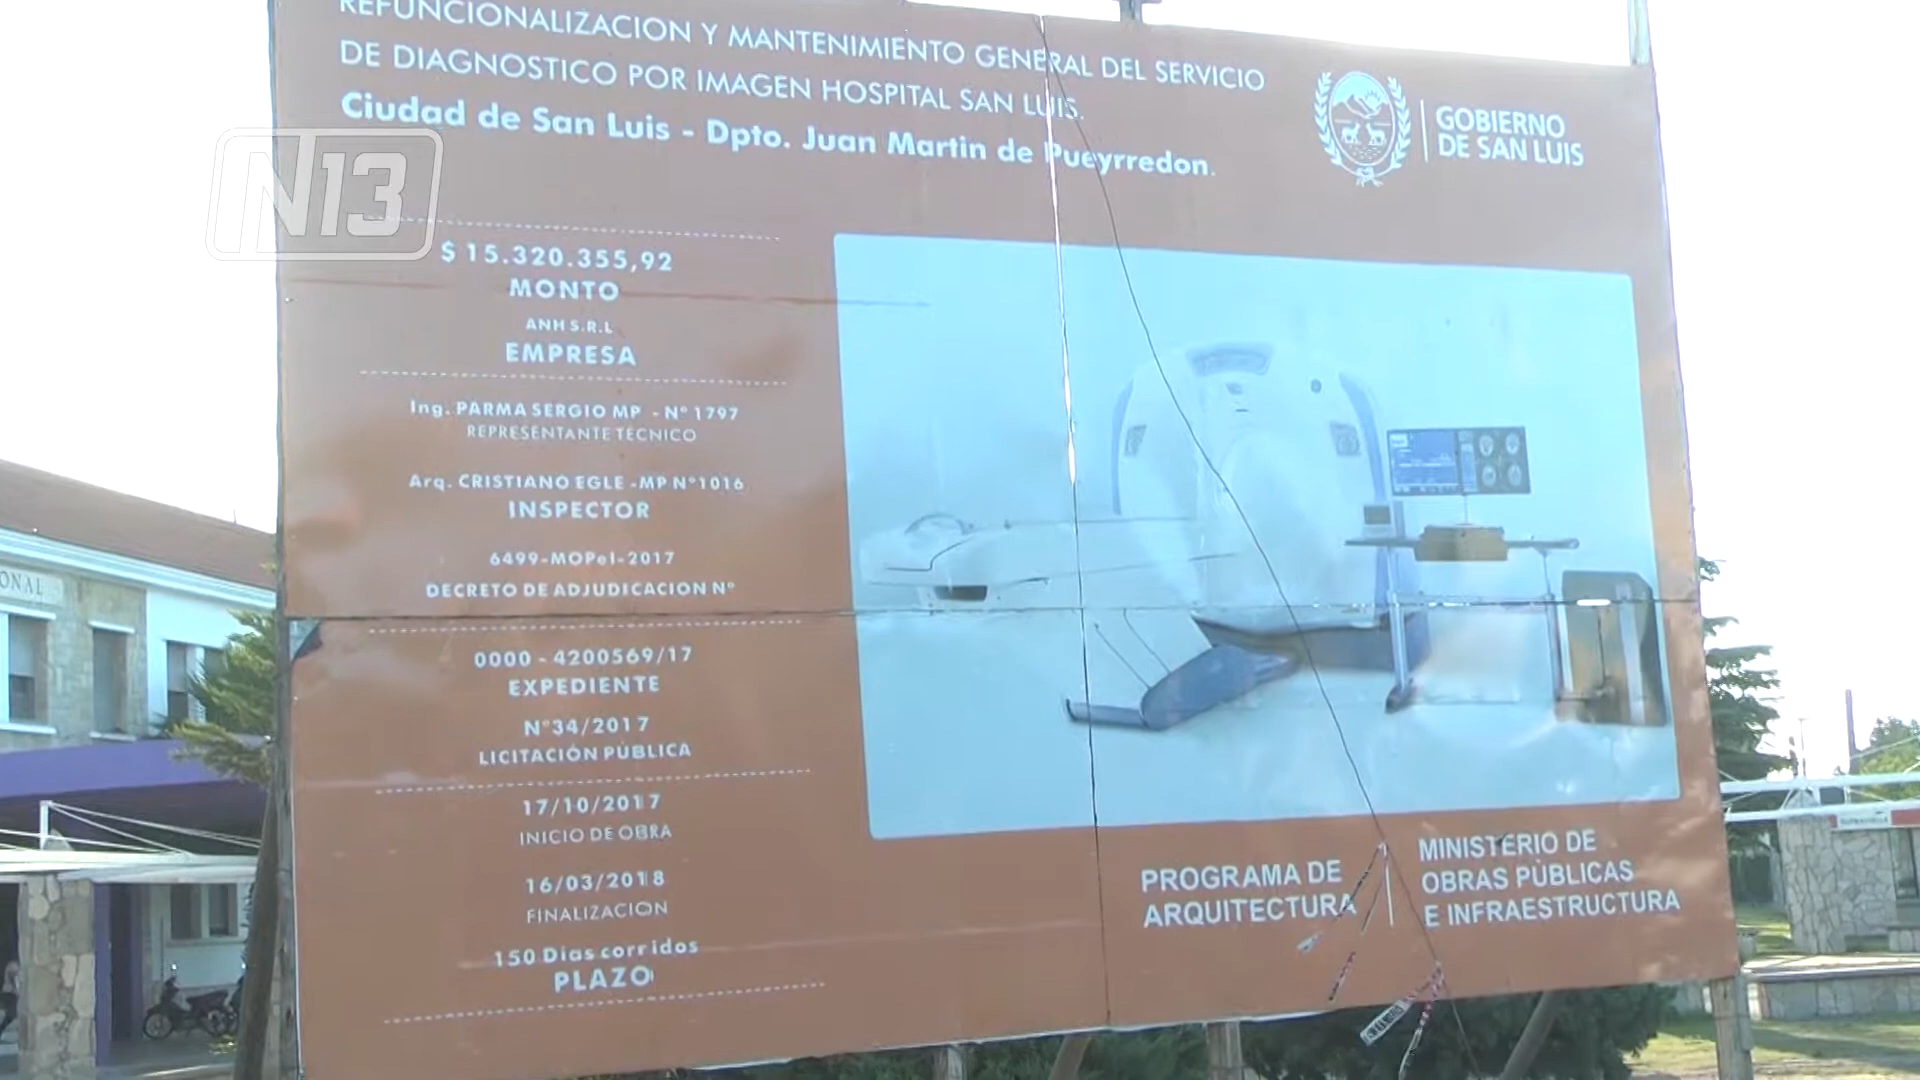 REFUNCIONALIZACION Y MANTENIMIENTO GENERAL DEL SERVICIO
DE DIAGNOSTICO POR IMAGEN HOSPITAL SAN LUIS.
Ciudad de San Luis - Dpto. Juan Martin de Pueyrredon.
GOBIERNO
DE SAN LUIS
N13
$ 15.320.355,92
MONTO
ANH S.R.L
EMPRESA
Ing. PARMA SERGIO MP - Nº 1797
REPRESENTANTE TECNICO
Arq. CRISTIANO EGLE -MP Nº1016
INSPECTOR
6499-MOPeI-2017
DECRETO DE ADJUDICACION Nº
0000 - 4200569/17
EXPEDIENTE
Nº34/2017
LICITACIÓN PÚBLICA
17/10/2017
INICIO DE OBRA
16/03/2018
FINALIZACION
150 Dias corridos
PLAZO
PROGRAMA DE
ARQUITECTURA
MINISTERIO DE
OBRAS PÙBLICAS
E INFRAESTRUCTURA
ONAL